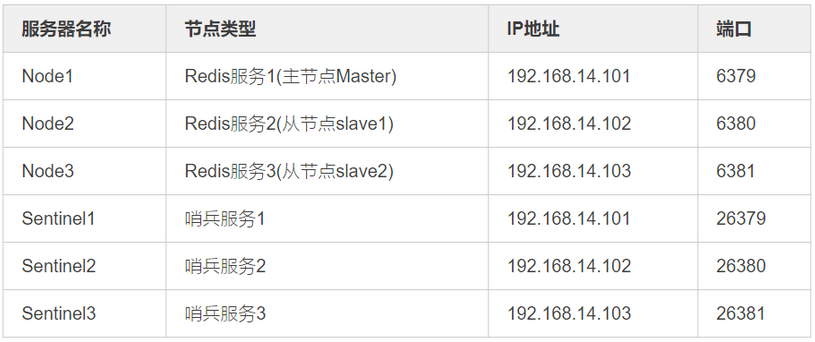 服务器名称 节点类型 IP地址 端口
Node1 Redis服务1(主节点Master) 192.168.14.101 6379
Node2 Redis服务2(从节点slave1) 192.168.14.102 6380
Node3 Redis服务3(从节点slave2) 192.168.14.103 6381
Sentinel1 哨兵服务1 192.168.14.101 26379
Sentinel2 哨兵服务2 192.168.14.102 26380
Sentinel3 哨兵服务3 192.168.14.103 26381